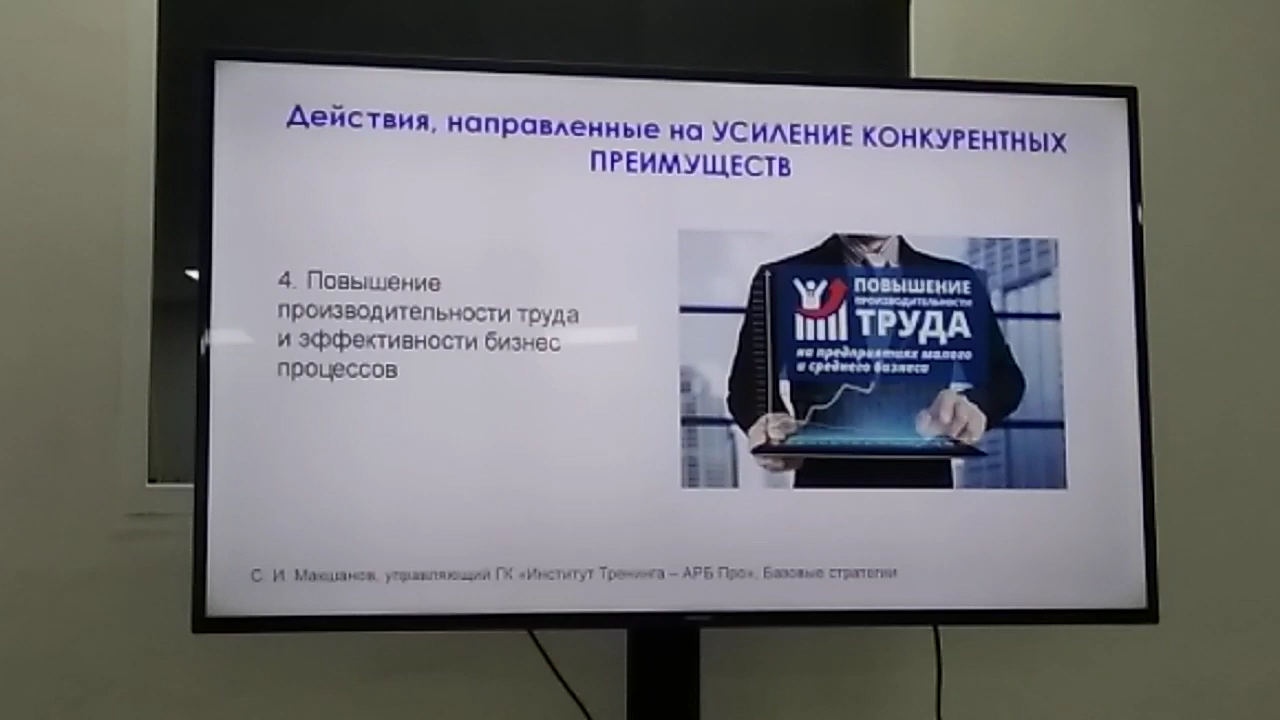 Действия, направленные на УСИЛЕНИЕ КОНКУРЕНТНЫХ
ПРЕИМУЩЕСТВ
4. Повышение
производительности труда
и эффективности бизнес
процессов
ПОВЫШЕНИЕ
ПРОИЗВОДИТЕЛЬНОСТИ
ТРУДА
на предприятиях малого
и среднего бизнеса
С. И. Макшанов, управляющий ГК «Институт Тренинга – АРБ Про», Базовые стратегии